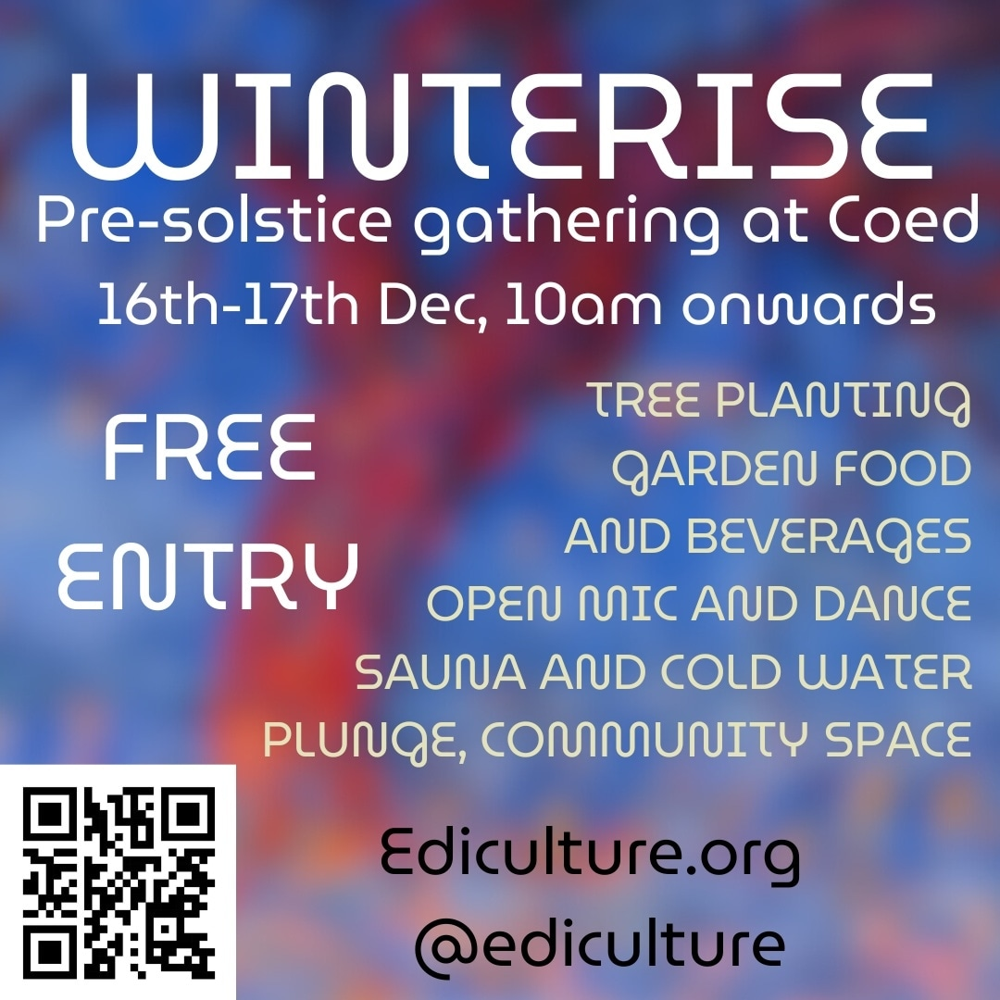 WINTERISE
Pre-solstice gathering at Coed
16th-17th Dec, 10am onwards
FREE
ENTRY
TREE PLANTING
GARDEN FOOD
AND BEVERAGES
OPEN MIC AND DANCE
SAUNA AND COLD WATER
PLUNGE, COMMUNITY SPACE
Ediculture.org
@ediculture